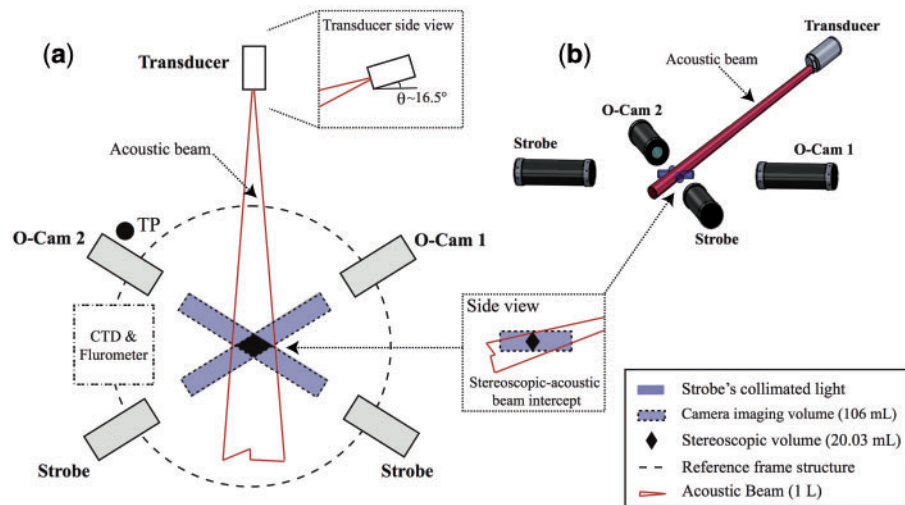 (a)
Transducer
Transducer side view
θ~16.5º
Acoustic beam
TP
O-Cam 2
O-Cam 1
CTD &
Flurometer
Strobe
Strobe
(b)
Transducer
Acoustic
beam
O-Cam 2
Strobe
O-Cam 1
Strobe
Side view
Stereoscopic-acoustic
beam intercept
Strobe's collimated light
Camera imaging volume (106 mL)
Stereoscopic volume (20.03 mL)
Reference frame structure
Acoustic Beam (1 L)